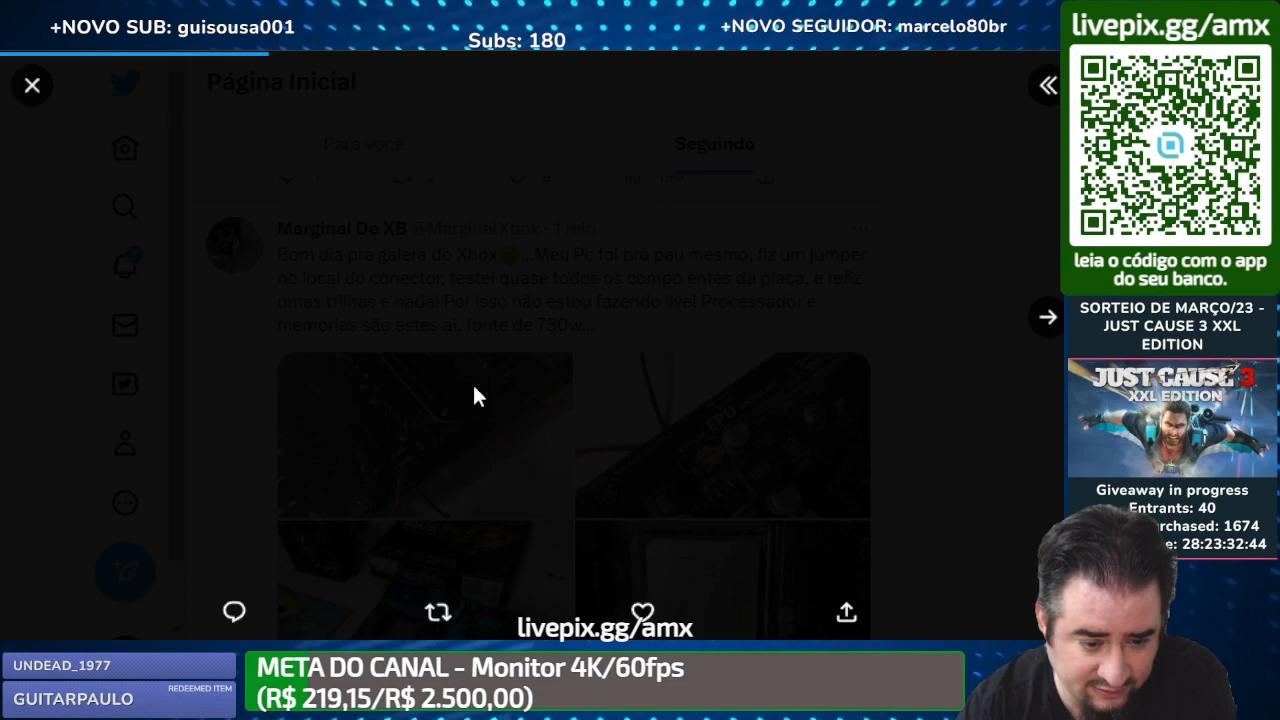 +NOVO SUB: guisousa001
Subs: 180
+NOVO SEGUIDOR: marcelo80br
livepix.gg/amx
leia o código com o app
do seu banco.
Página Inicial
Para você
Seguindo
Marginal Do XB @MarginalXbox · 1 min
Bom dia pra galera do Xbox ...Meu Pc foi pro pau mesmo, fiz um jumper
no local do conector, testei quase todos os compo entes da placa, e refiz
umas trilhas e nada! Por isso não estou fazendo live! Processador e
memorias são estes ai, fonte de 750w...
SORTEIO DE MARÇO/23 -
JUST CAUSE 3 XXL
EDITION
JUST CAUSE 3
XXL EDITION
Giveaway in progress
Entrants: 40
rchased: 1674
e: 28:23:32:44
livepix.gg/amx
UNDEAD_1977
REDEEMED ITEM
GUITARPAULO
META DO CANAL - Monitor 4K/60fps
(R$ 219,15/R$ 2.500,00)